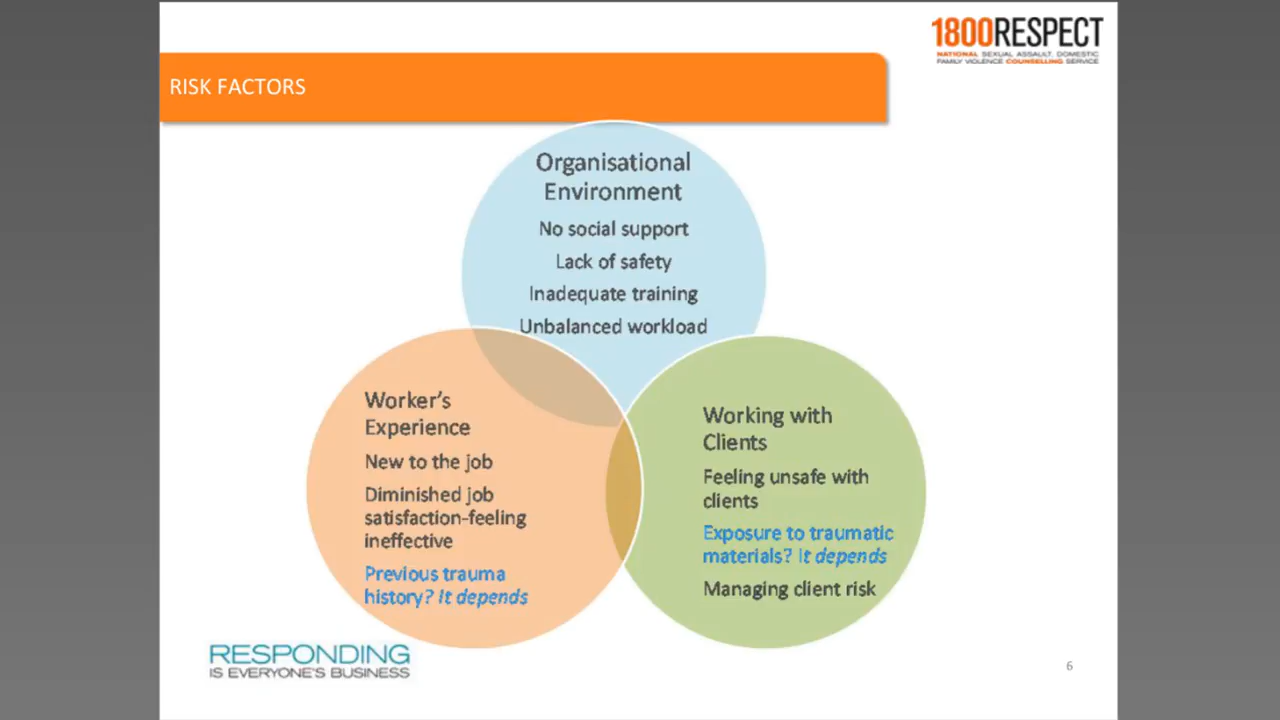 1800RESPECT
NATIONAL SEXUAL ASSAULT, DOMESTIC
FAMILY VIOLENCE COUNSELLING SERVICE
RISK FACTORS
Organisational
Environment
No social support
Lack of safety
Inadequate training
Unbalanced workload
Worker's
Experience
New to the job
Diminished job
satisfaction-feeling
ineffective
Previous trauma
history? It depends
Working with
Clients
Feeling unsafe with
clients
Exposure to traumatic
materials? It depends
Managing client risk
RESPONDING
IS EVERYONE'S BUSINESS
6